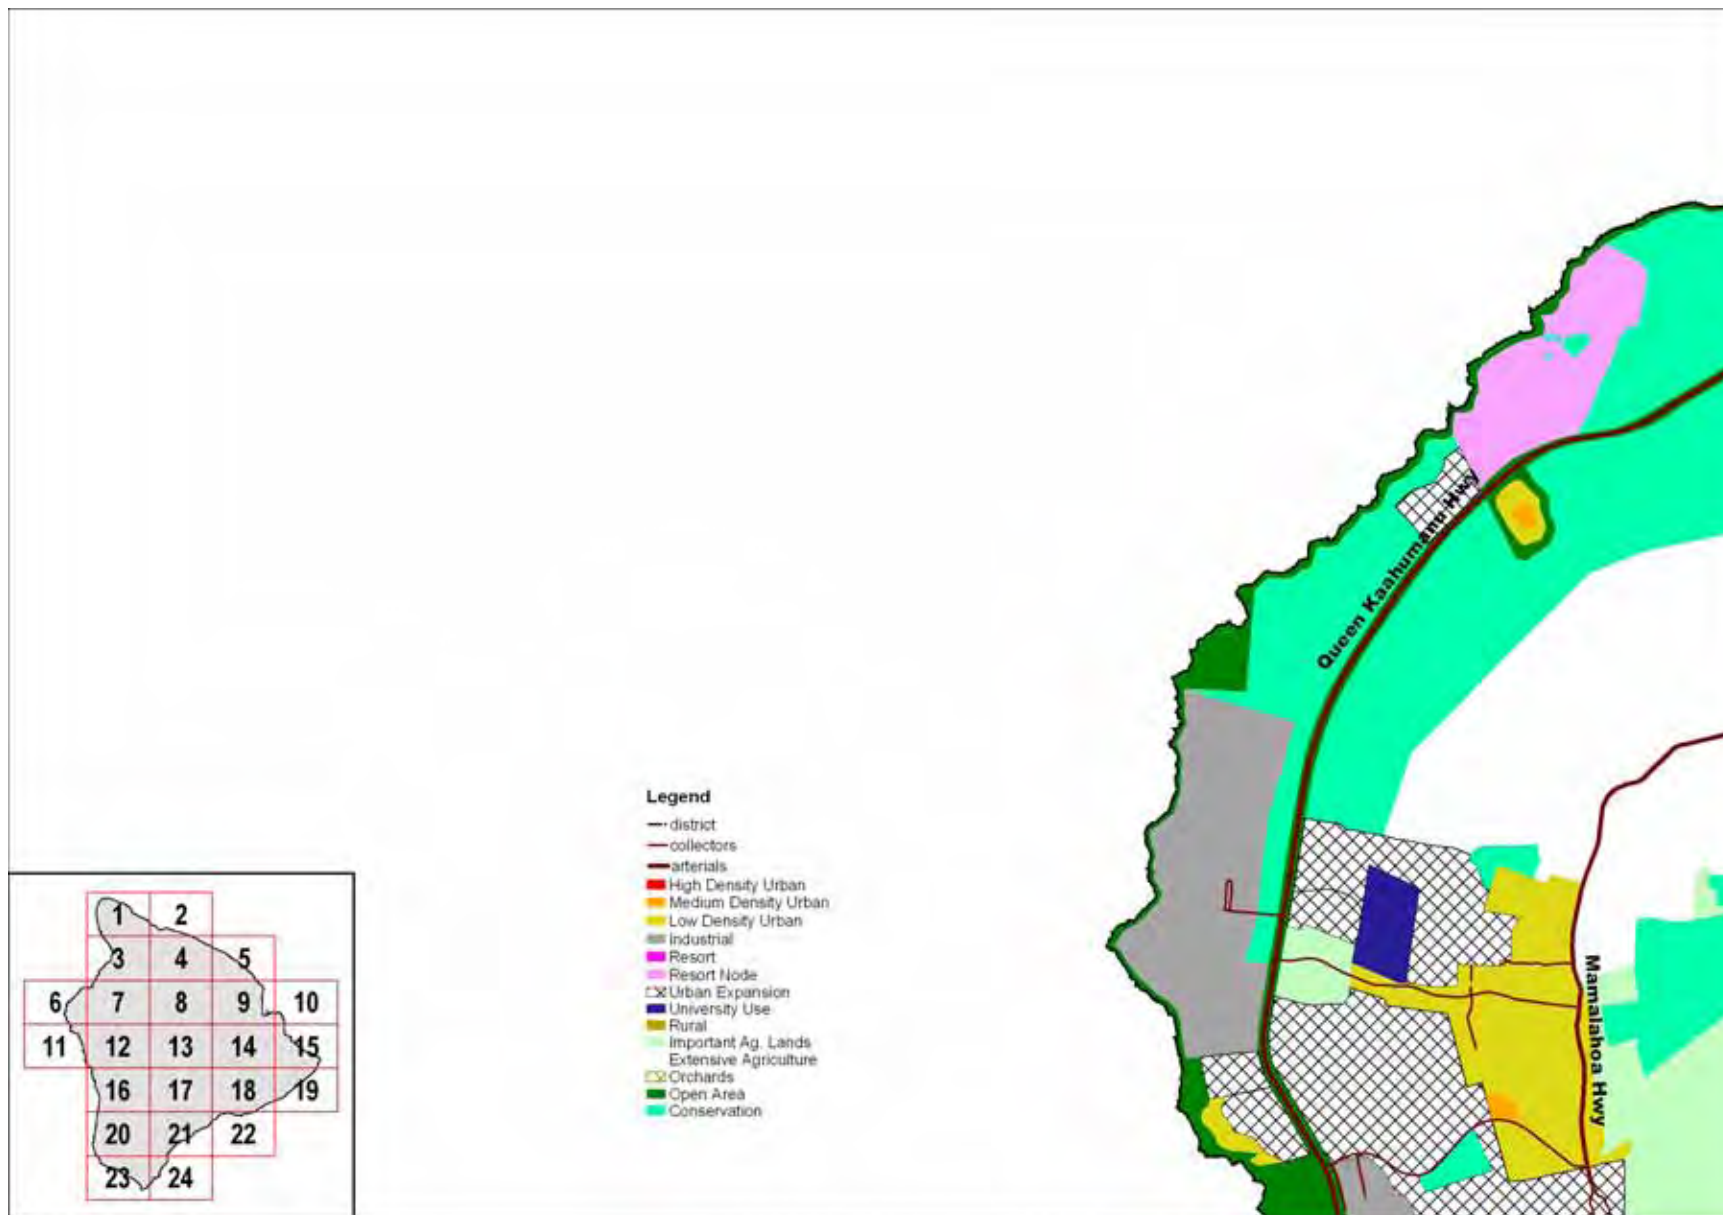 Queen Kaahumanu Hwy
Mamalahoa Hwy
Legend
district
collectors
arterials
High Density Urban
Medium Density Urban
Low Density Urban
Industrial
Resort
Resort Node
Urban Expansion
University Use
Rural
Important Ag. Lands
Extensive Agriculture
Orchards
Open Area
Conservation
1 2
3 4 5
6 7 8 9 10
11 12 13 14 15
16 17 18 19
20 21 22
23 24